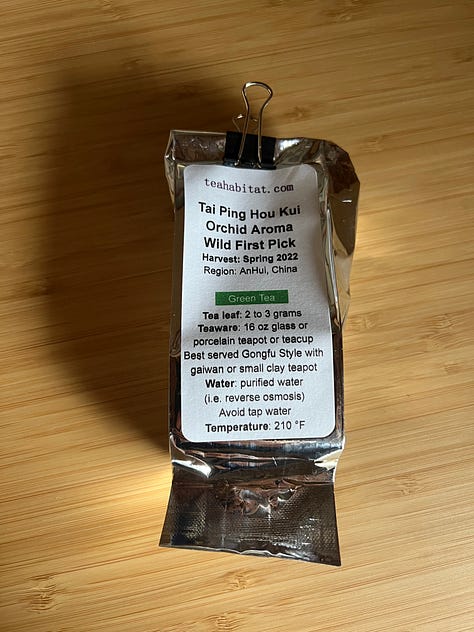 teahabitat.com
Tai Ping Hou Kui
Orchid Aroma
Wild First Pick
Harvest: Spring 2022
Region: AnHui, China
Green Tea
Tea leaf: 2 to 3 grams
Teaware: 16 oz glass or
porcelain teapot or teacup
Best served Gongfu Style with
gaiwan or small clay teapot
Water: purified water
(i.e. reverse osmosis)
Avoid tap water
Temperature: 210 °F